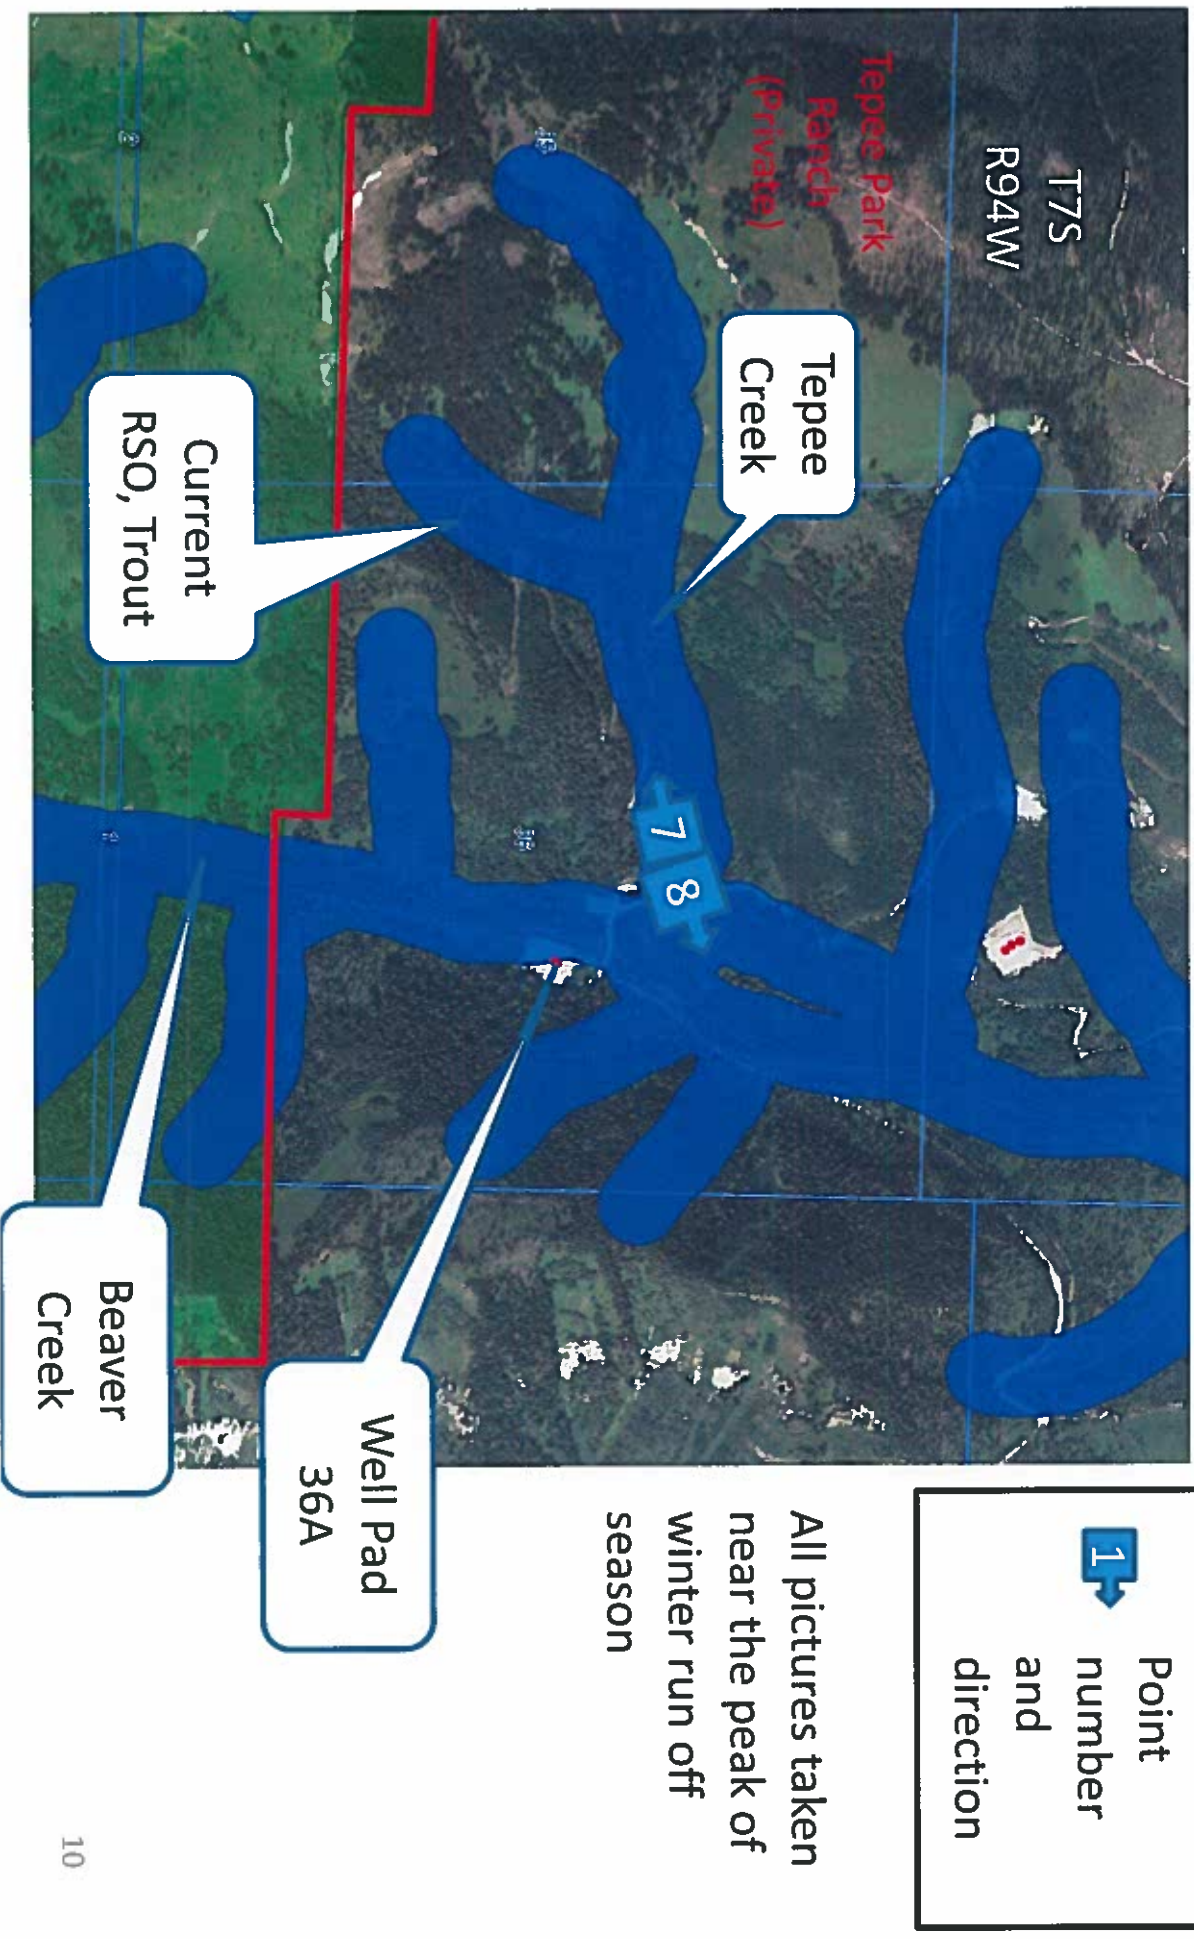 T7S
R94W
Tepee Park
Ranch
(Private)
Tepee
Creek
Current
RSO, Trout
7
8
Well Pad
36A
Beaver
Creek
1
Point
number
and
direction
All pictures taken
near the peak of
winter run off
season
10